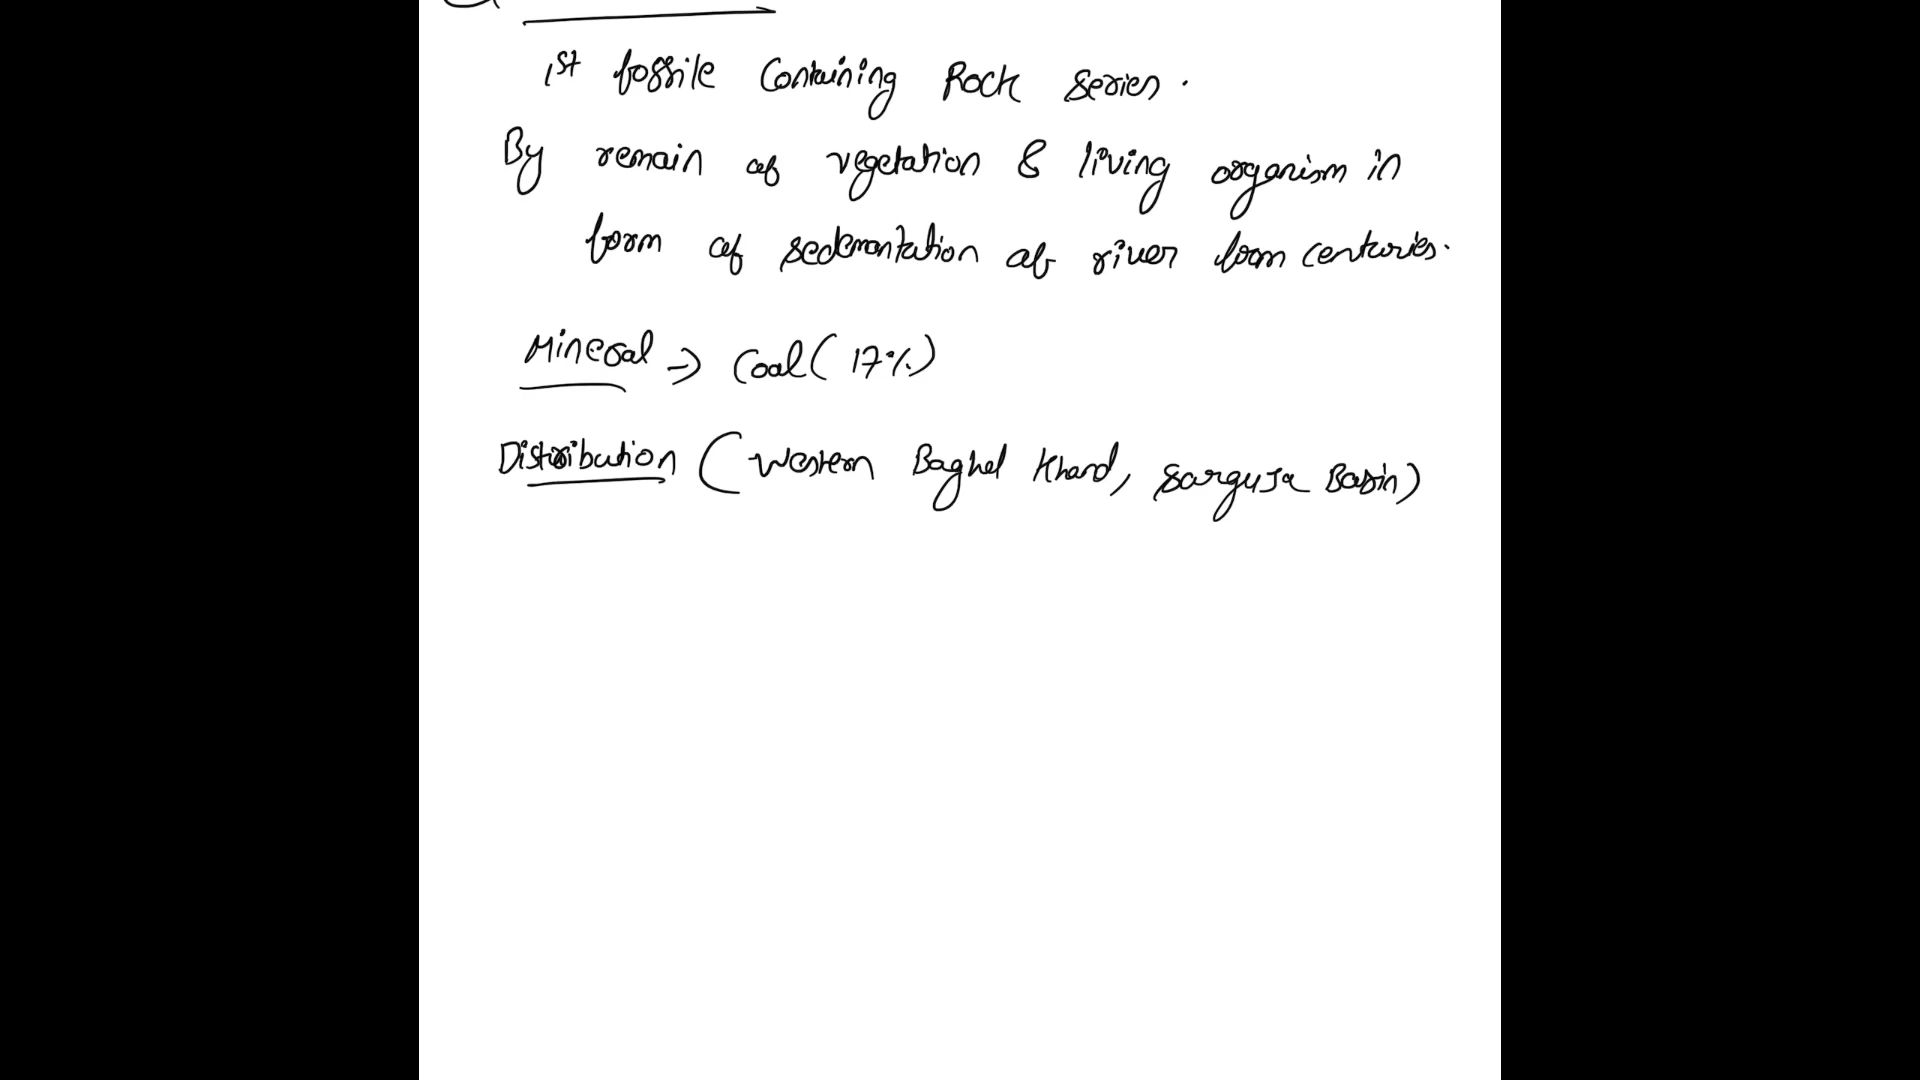 1st fossile Containing Rock series.
By remain of vegetation & living organism in
form of sedementation of river from centuries.
Mineral => Coal (17%)
Distribution (Western Baghel Khand, Sarguja Basin)